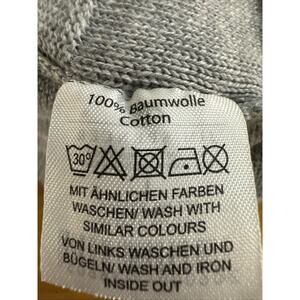 100% Baumwolle
Cotton
30°
MIT ÄHNLICHEN FARBEN
WASCHEN/ WASH WITH
SIMILAR COLOURS
VON LINKS WASCHEN UND
BÜGELN/ WASH AND IRON
INSIDE OUT